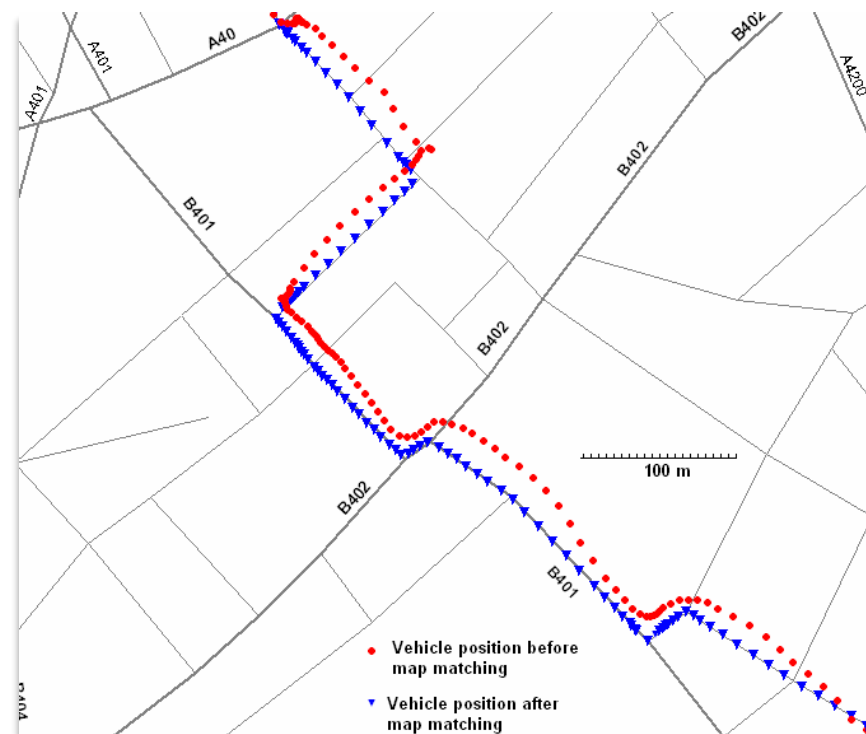 B402
A40
A401
A4200
A401
B402
B401
B402
100 m
B402
B401
Vehicle position before
map matching
Vehicle position after
map matching